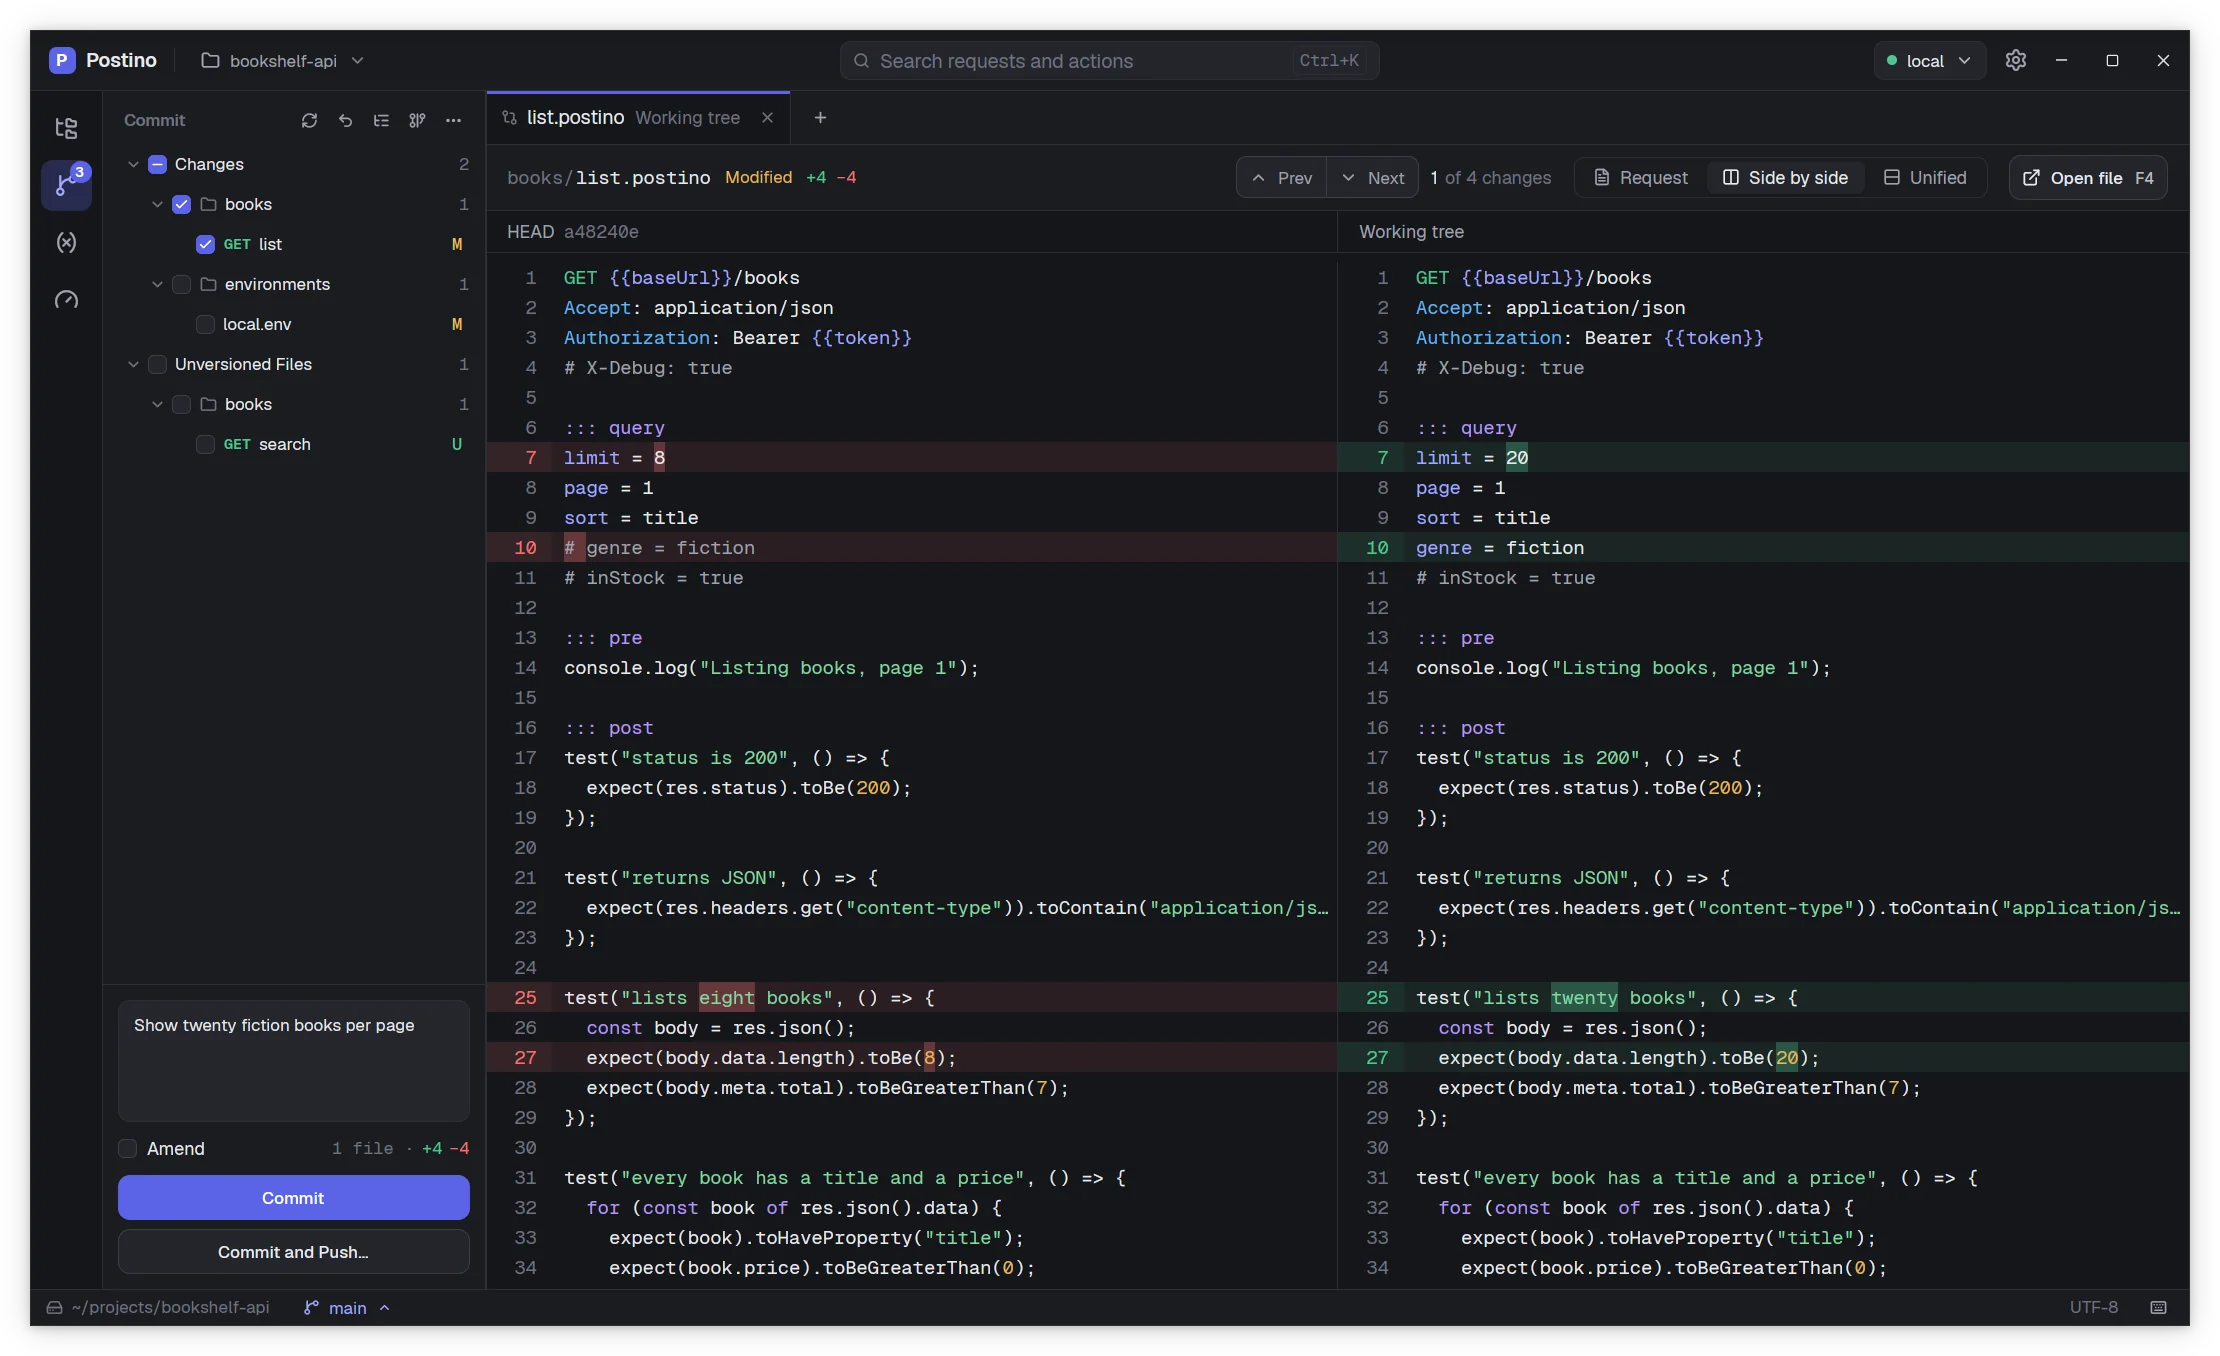 P Postino bookshelf-api Search requests and actions Ctrl+K local
Commit
3
Changes 2
books 1
GET list M
environments 1
local.env M
Unversioned Files 1
books 1
GET search U
Show twenty fiction books per page
Amend 1 file · +4 −4
Commit
Commit and Push...
list.postino Working tree
books/list.postino Modified +4 −4 Prev Next 1 of 4 changes Request Side by side Unified Open file F4
HEAD a48240e
1 GET {{baseUrl}}/books
2 Accept: application/json
3 Authorization: Bearer {{token}}
4 # X-Debug: true
5
6 ::: query
7 limit = 8
8 page = 1
9 sort = title
10 # genre = fiction
11 # inStock = true
12
13 ::: pre
14 console.log("Listing books, page 1");
15
16 ::: post
17 test("status is 200", () => {
18 expect(res.status).toBe(200);
19 });
20
21 test("returns JSON", () => {
22 expect(res.headers.get("content-type")).toContain("application/js…
23 });
24
25 test("lists eight books", () => {
26 const body = res.json();
27 expect(body.data.length).toBe(8);
28 expect(body.meta.total).toBeGreaterThan(7);
29 });
30
31 test("every book has a title and a price", () => {
32 for (const book of res.json().data) {
33 expect(book).toHaveProperty("title");
34 expect(book.price).toBeGreaterThan(0);
Working tree
1 GET {{baseUrl}}/books
2 Accept: application/json
3 Authorization: Bearer {{token}}
4 # X-Debug: true
5
6 ::: query
7 limit = 20
8 page = 1
9 sort = title
10 genre = fiction
11 # inStock = true
12
13 ::: pre
14 console.log("Listing books, page 1");
15
16 ::: post
17 test("status is 200", () => {
18 expect(res.status).toBe(200);
19 });
20
21 test("returns JSON", () => {
22 expect(res.headers.get("content-type")).toContain("application/js…
23 });
24
25 test("lists twenty books", () => {
26 const body = res.json();
27 expect(body.data.length).toBe(20);
28 expect(body.meta.total).toBeGreaterThan(7);
29 });
30
31 test("every book has a title and a price", () => {
32 for (const book of res.json().data) {
33 expect(book).toHaveProperty("title");
34 expect(book.price).toBeGreaterThan(0);
~/projects/bookshelf-api main UTF-8